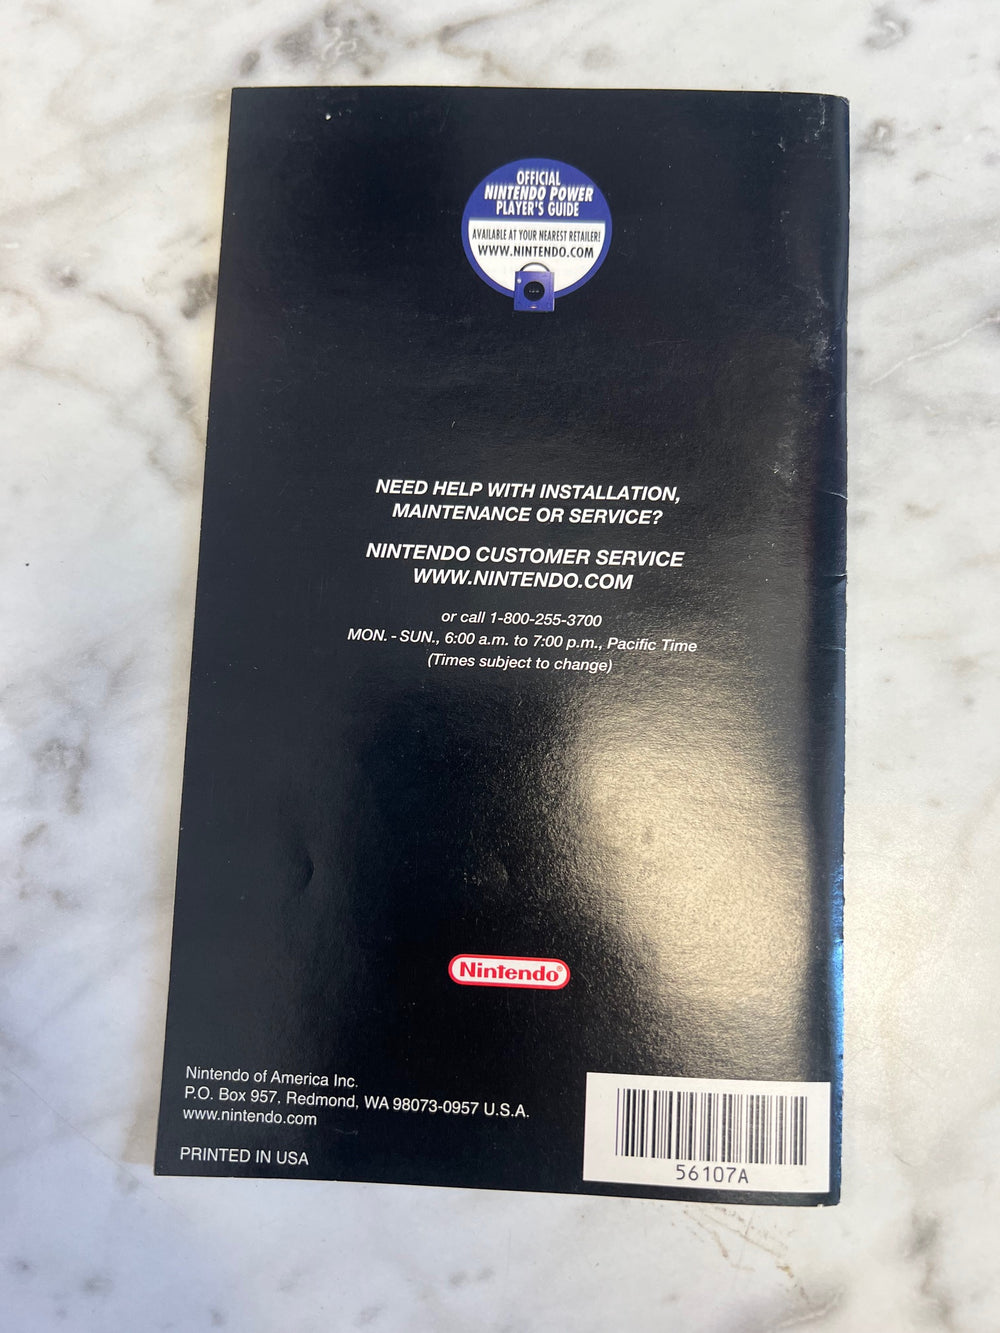 OFFICIAL
NINTENDO POWER
PLAYER'S GUIDE
AVAILABLE AT YOUR NEAREST RETAILER!
WWW.NINTENDO.COM
NEED HELP WITH INSTALLATION,
MAINTENANCE OR SERVICE?
NINTENDO CUSTOMER SERVICE
WWW.NINTENDO.COM
or call 1-800-255-3700
MON. - SUN., 6:00 a.m. to 7:00 p.m., Pacific Time
(Times subject to change)
Nintendo®
Nintendo of America Inc.
P.O. Box 957, Redmond, WA 98073-0957 U.S.A.
www.nintendo.com
PRINTED IN USA
56107A